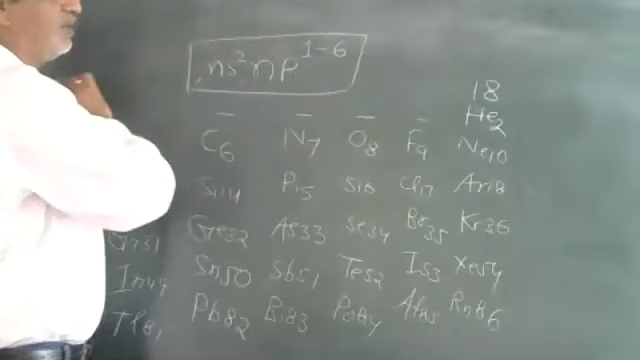 ns²np¹⁻⁶
18
He₂
C₆ N₇ O₈ F₉ Ne10
Si14 P15 S16 Cl17 Ar18
Ga31 Ge32 As33 Se34 Br35 Kr36
In49 Sn50 Sb51 Te52 I53 Xe54
Tl81 Pb82 Bi83 Po84 At85 Rn86